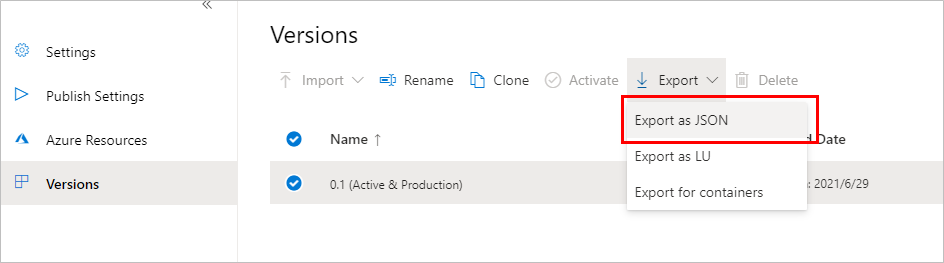 Versions
Settings
Import Rename Clone Activate Export Delete
Publish Settings
Export as JSON
Azure Resources
Name ↑ d Date
Export as LU
Versions
0.1 (Active & Production) : 2021/6/29
Export for containers